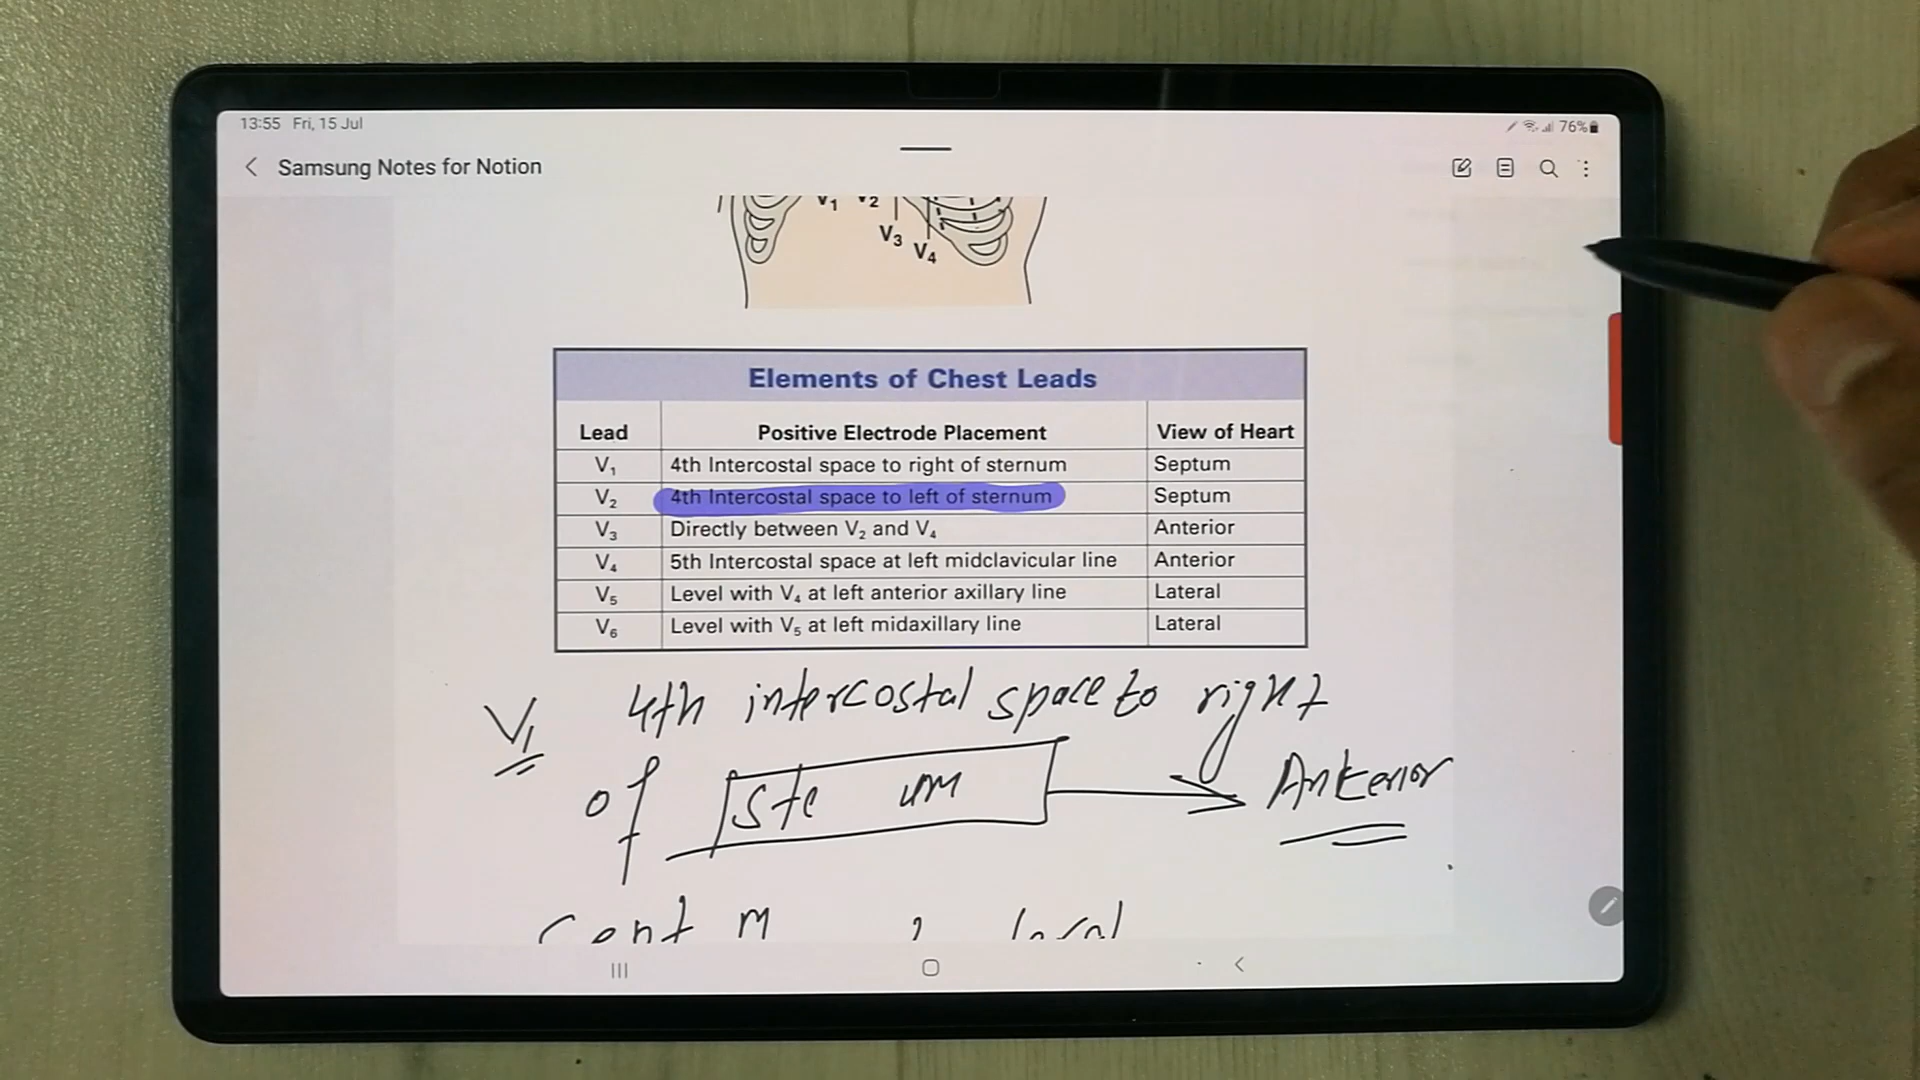 13:55 Fri, 15 Jul 76%
Samsung Notes for Notion
V1 V2
V3 V4
Elements of Chest Leads
Lead Positive Electrode Placement View of Heart
V1 4th Intercostal space to right of sternum Septum
V2 4th Intercostal space to left of sternum Septum
V3 Directly between V2 and V4 Anterior
V4 5th Intercostal space at left midclavicular line Anterior
V5 Level with V4 at left anterior axillary line Lateral
V6 Level with V5 at left midaxillary line Lateral
V1 4th intercostal space to right
of Ste um Anterior